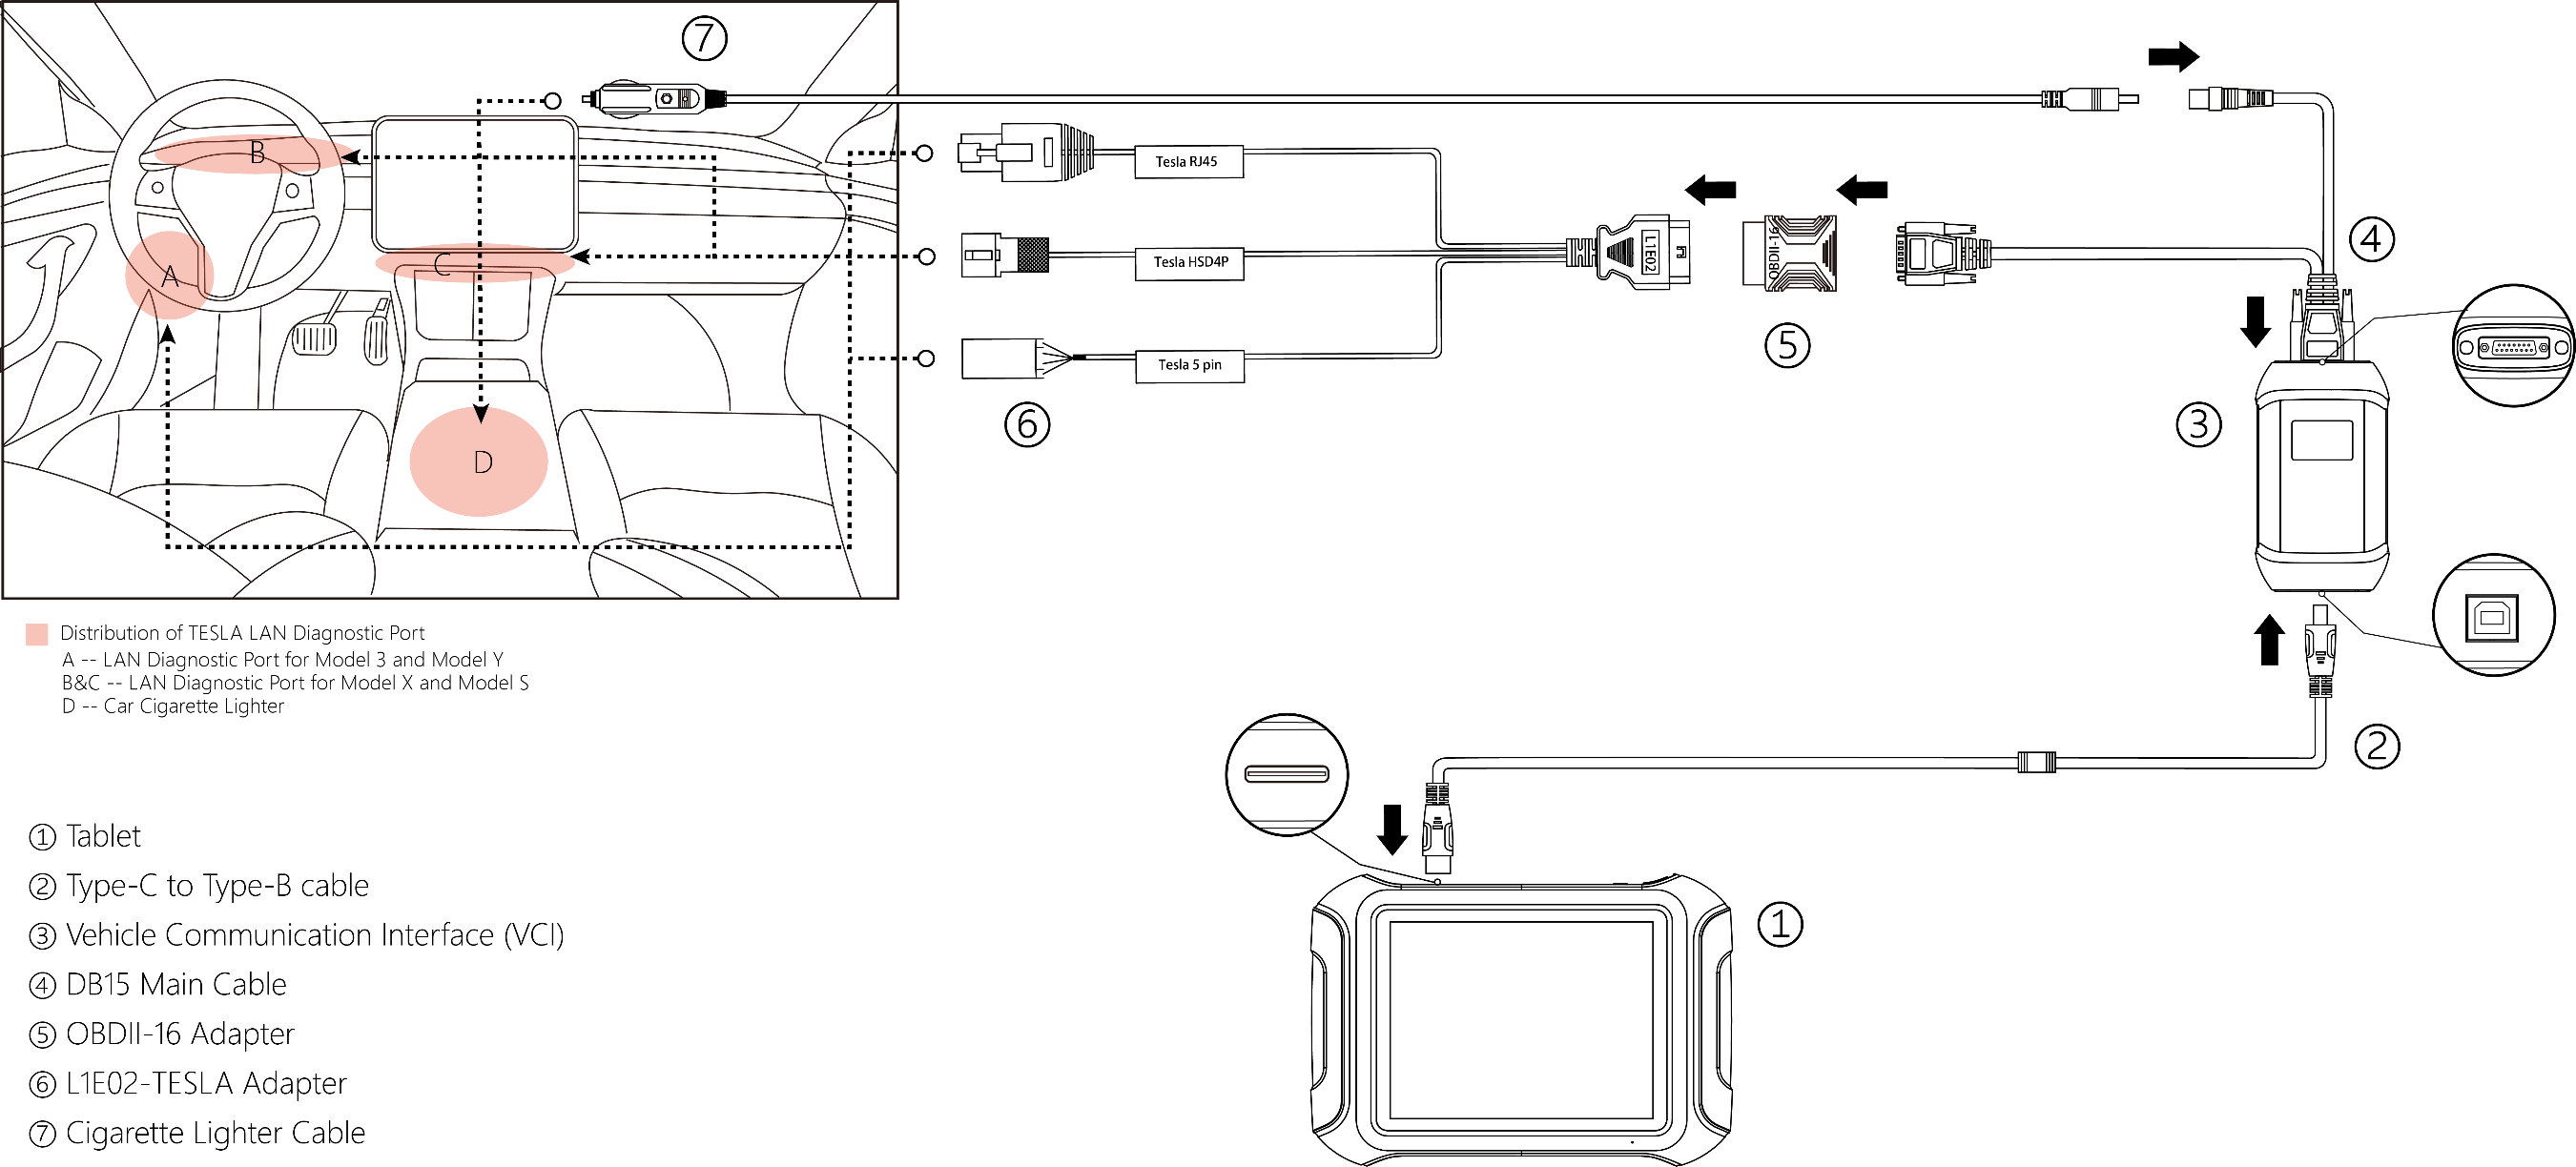 ⑦
B
Tesla RJ45
L1E02
OBDII-16
④
C
Tesla HSD4P
A
⑤
Tesla 5 pin
③
⑥
D
Distribution of TESLA LAN Diagnostic Port
A -- LAN Diagnostic Port for Model 3 and Model Y
B&C -- LAN Diagnostic Port for Model X and Model S
D -- Car Cigarette Lighter
②
①
① Tablet
② Type-C to Type-B cable
③ Vehicle Communication Interface (VCI)
④ DB15 Main Cable
⑤ OBDII-16 Adapter
⑥ L1E02-TESLA Adapter
⑦ Cigarette Lighter Cable